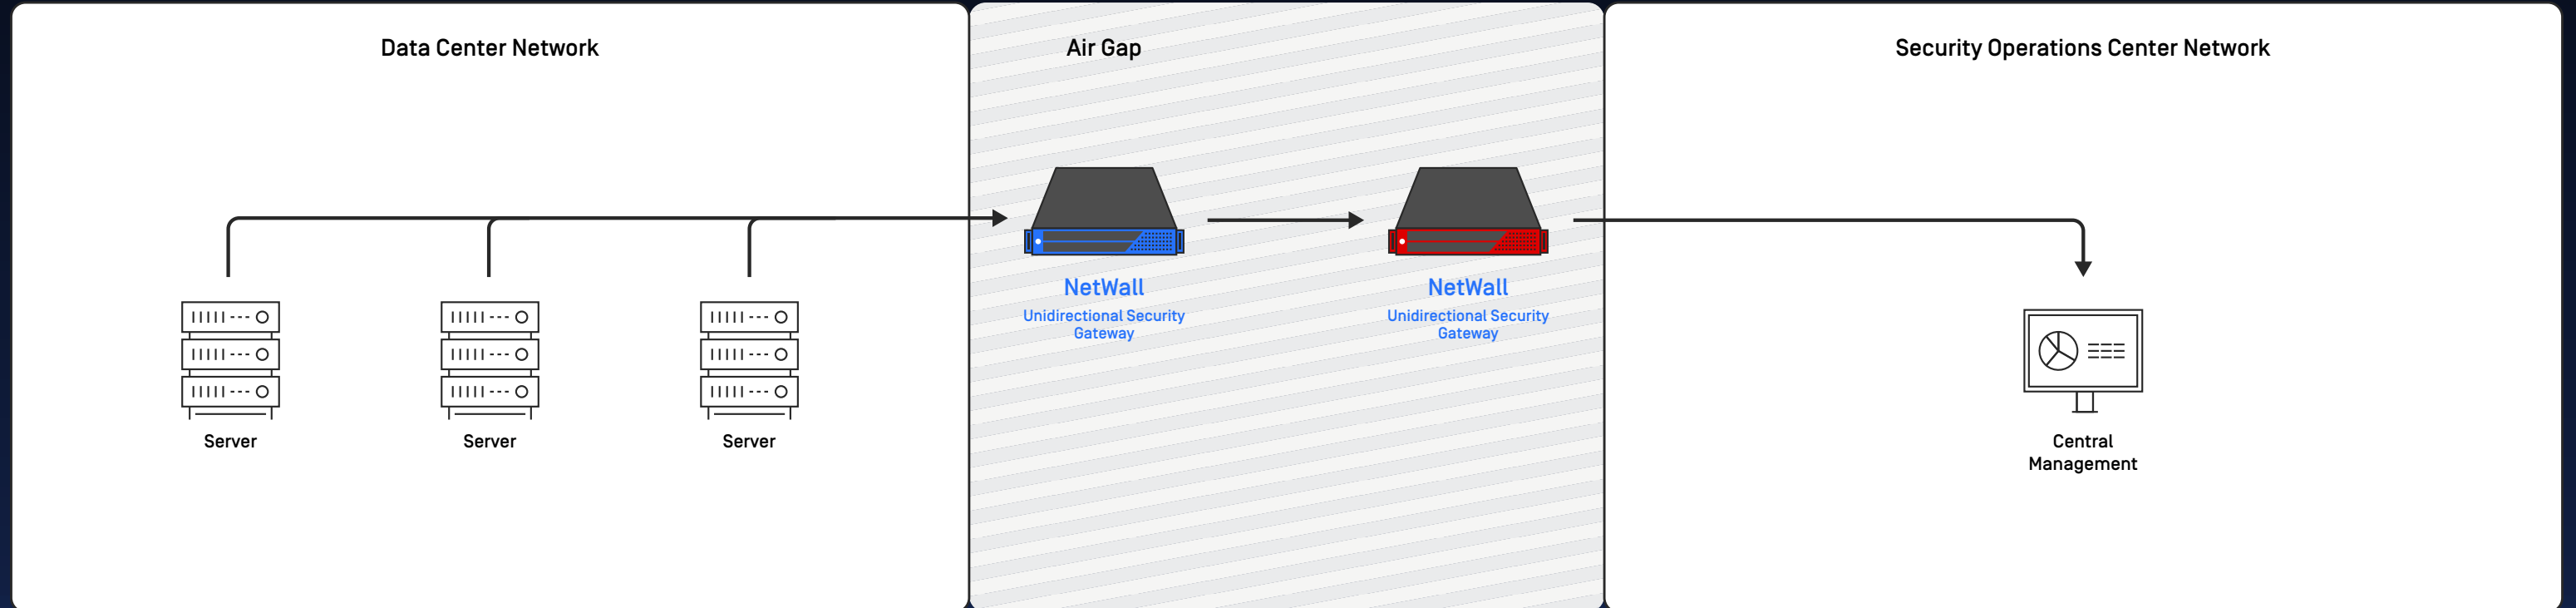 Data Center Network
Air Gap
Security Operations Center Network
NetWall
Unidirectional Security
Gateway
NetWall
Unidirectional Security
Gateway
Server
Server
Server
Central
Management